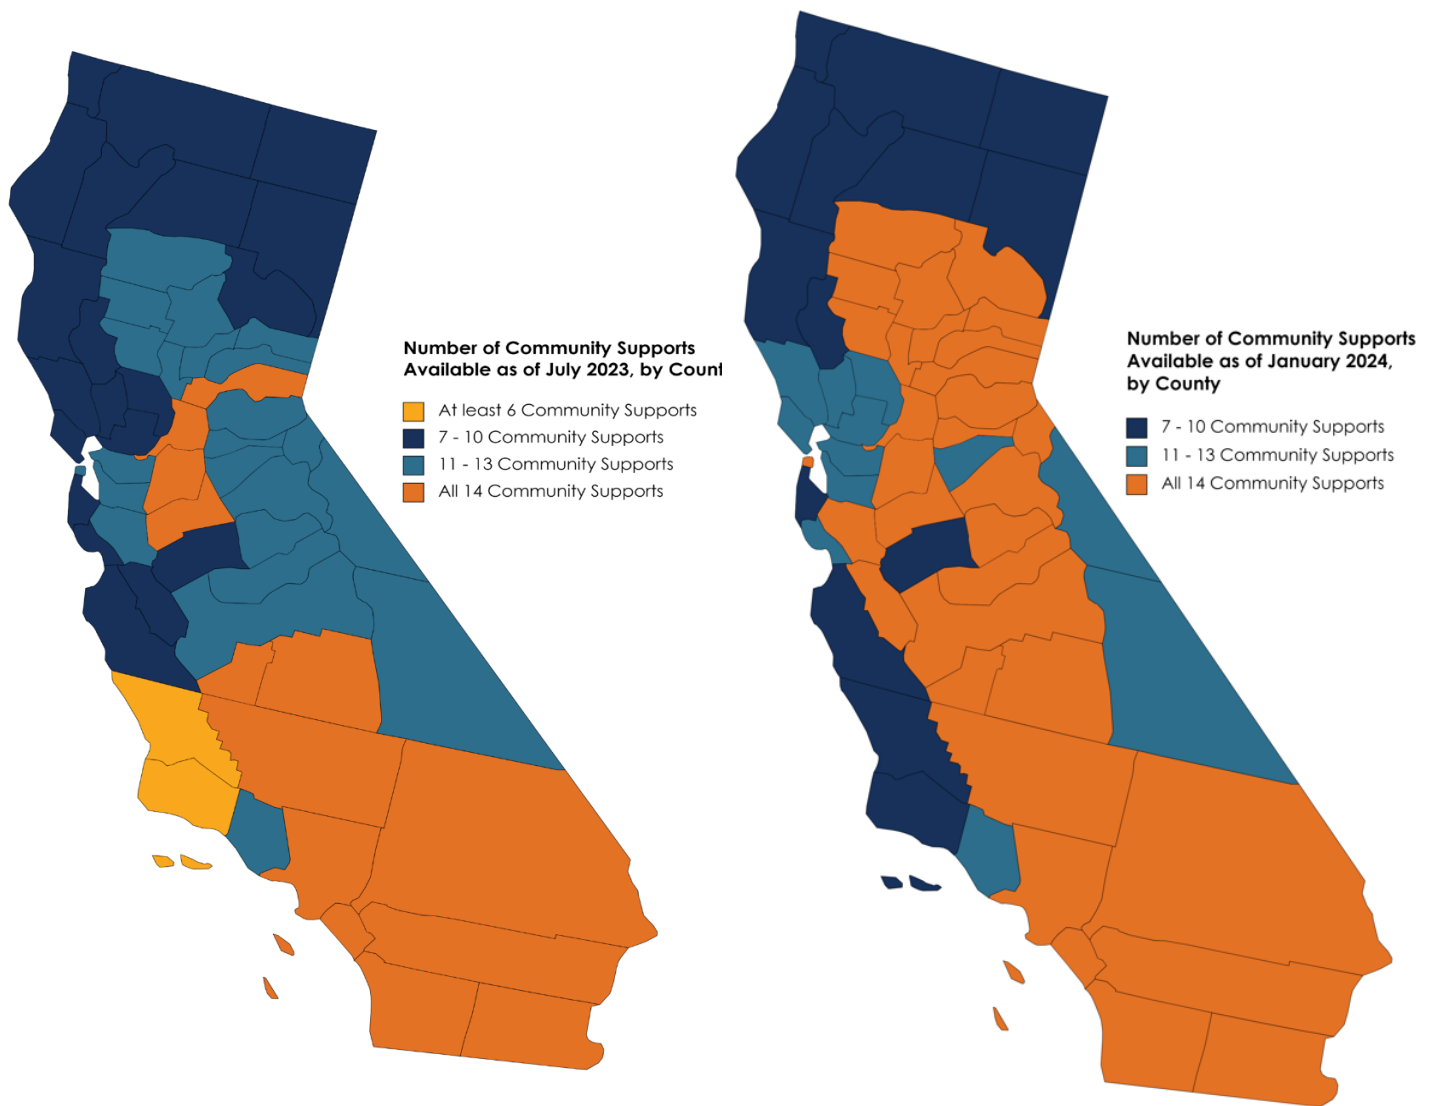 Number of Community Supports
Available as of July 2023, by Count
At least 6 Community Supports
7 - 10 Community Supports
11 - 13 Community Supports
All 14 Community Supports
Number of Community Supports
Available as of January 2024,
by County
7 - 10 Community Supports
11 - 13 Community Supports
All 14 Community Supports